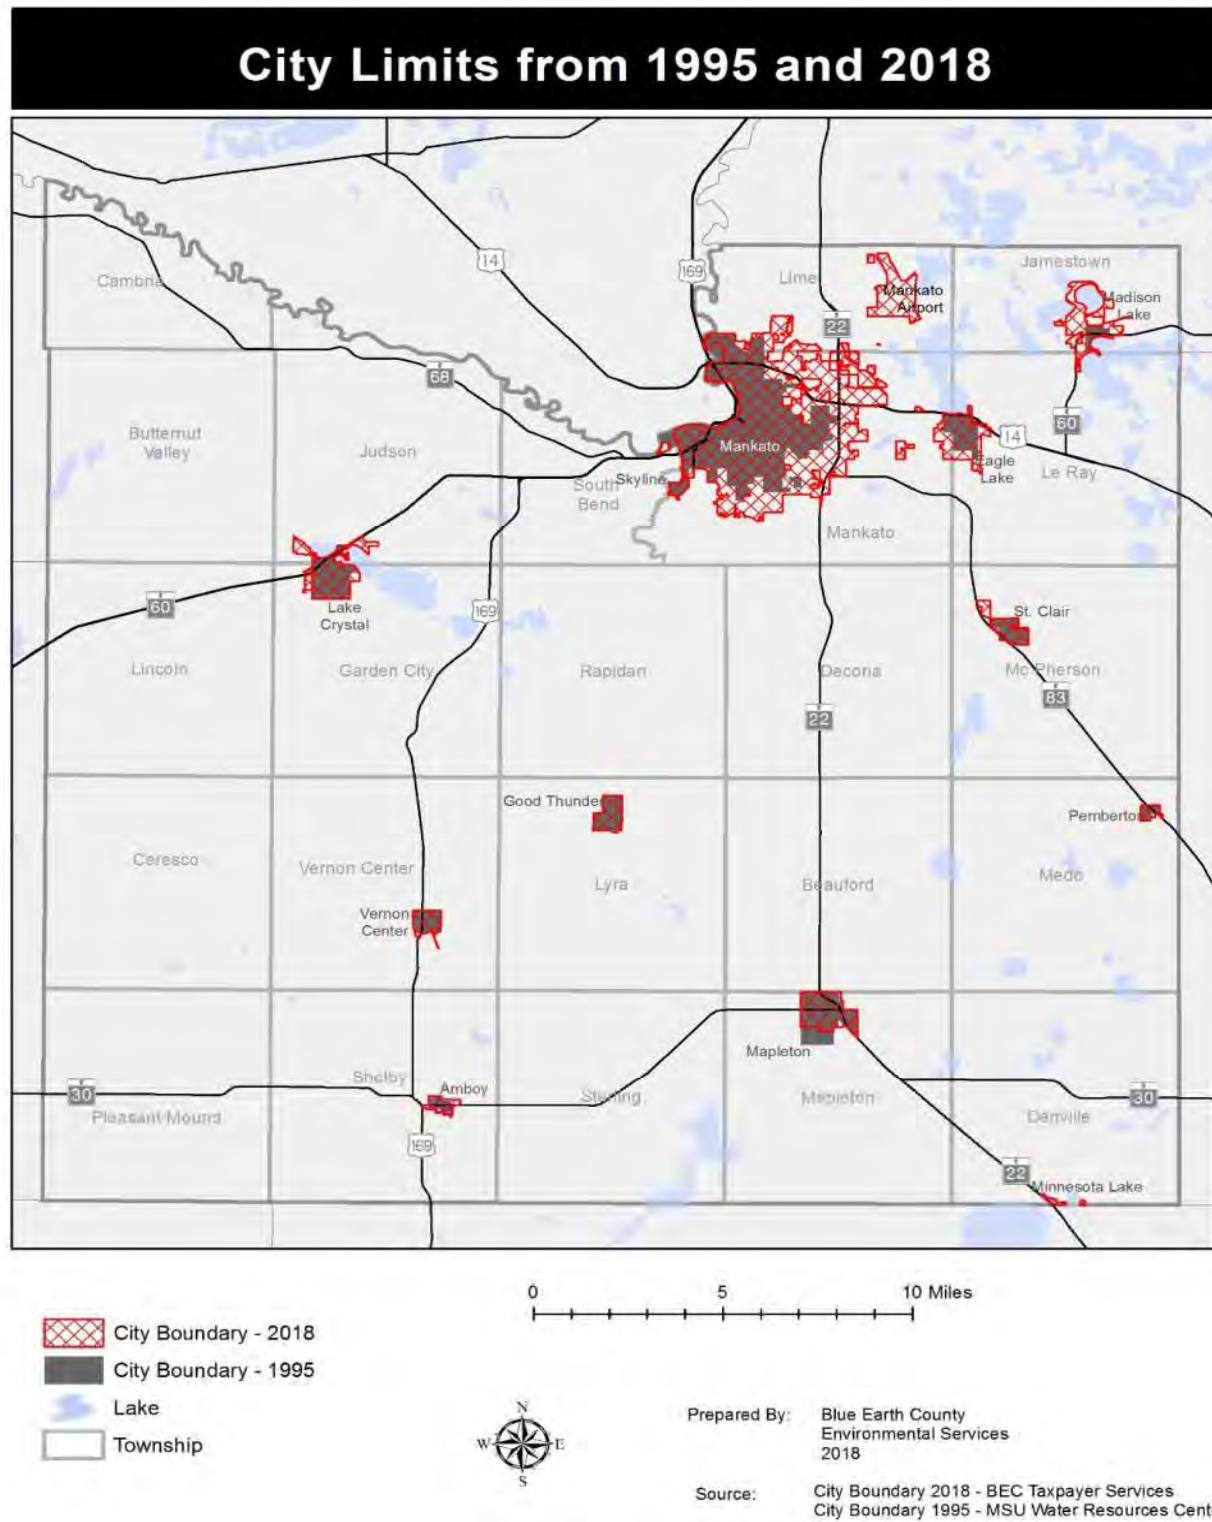 City Limits from 1995 and 2018
14
169
Lime
Jamestown
Cambria
Mankato
Airport
Madison
Lake
22
68
60
Butternut
Valley
Judson
Mankato
14
Skyline
South
Bend
Eagle
Lake
Le Ray
Mankato
60
Lake
Crystal
169
St. Clair
Lincoln
Garden City
Rapidan
Decoria
Mc Pherson
83
22
Good Thunder
Pemberton
Ceresco
Vernon Center
Lyra
Beauford
Medo
Vernon
Center
Mapleton
Shelby
Amboy
30
Pleasant Mound
Sterling
Mapleton
Danville
30
169
22
Minnesota Lake
0 5 10 Miles
City Boundary - 2018
City Boundary - 1995
Lake
Township
N
W E
S
Prepared By: Blue Earth County
Environmental Services
2018
Source: City Boundary 2018 - BEC Taxpayer Services
City Boundary 1995 - MSU Water Resources Cent